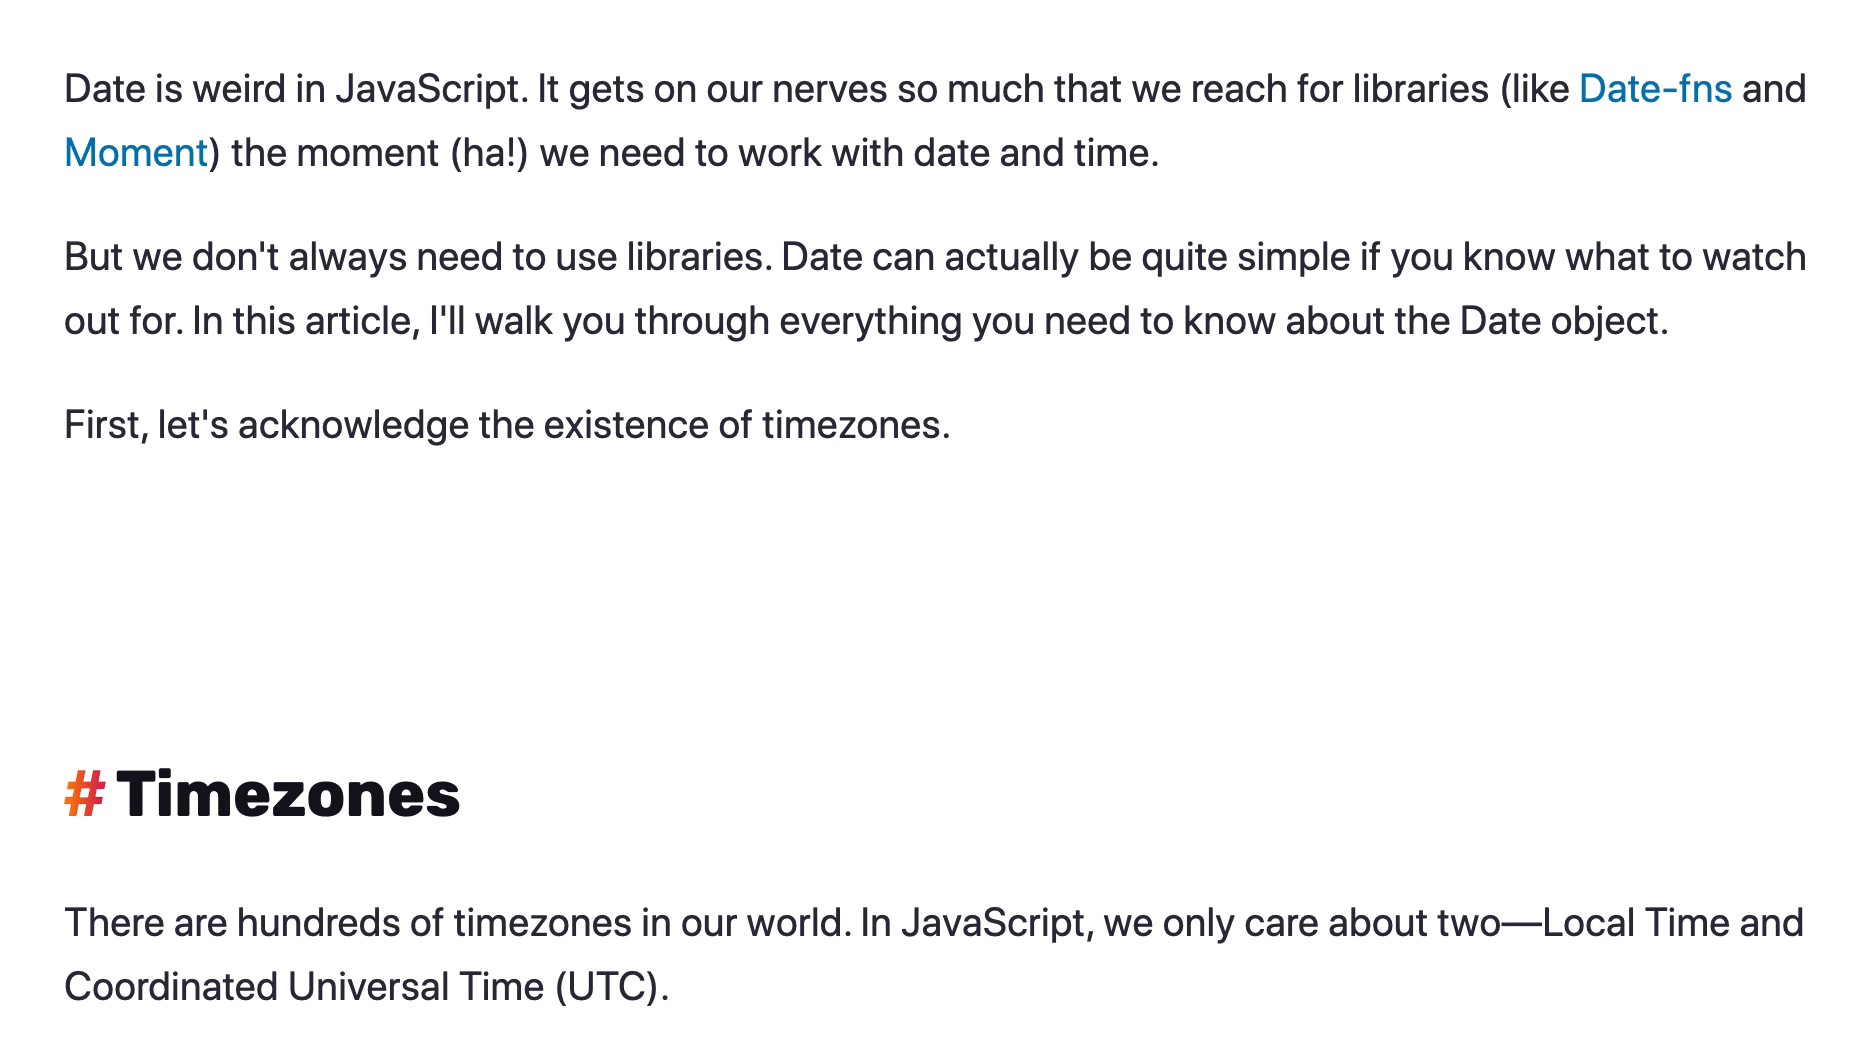 Date is weird in JavaScript. It gets on our nerves so much that we reach for libraries (like Date-fns and
Moment) the moment (ha!) we need to work with date and time.
But we don't always need to use libraries. Date can actually be quite simple if you know what to watch
out for. In this article, I'll walk you through everything you need to know about the Date object.
First, let's acknowledge the existence of timezones.
# Timezones
There are hundreds of timezones in our world. In JavaScript, we only care about two—Local Time and
Coordinated Universal Time (UTC).